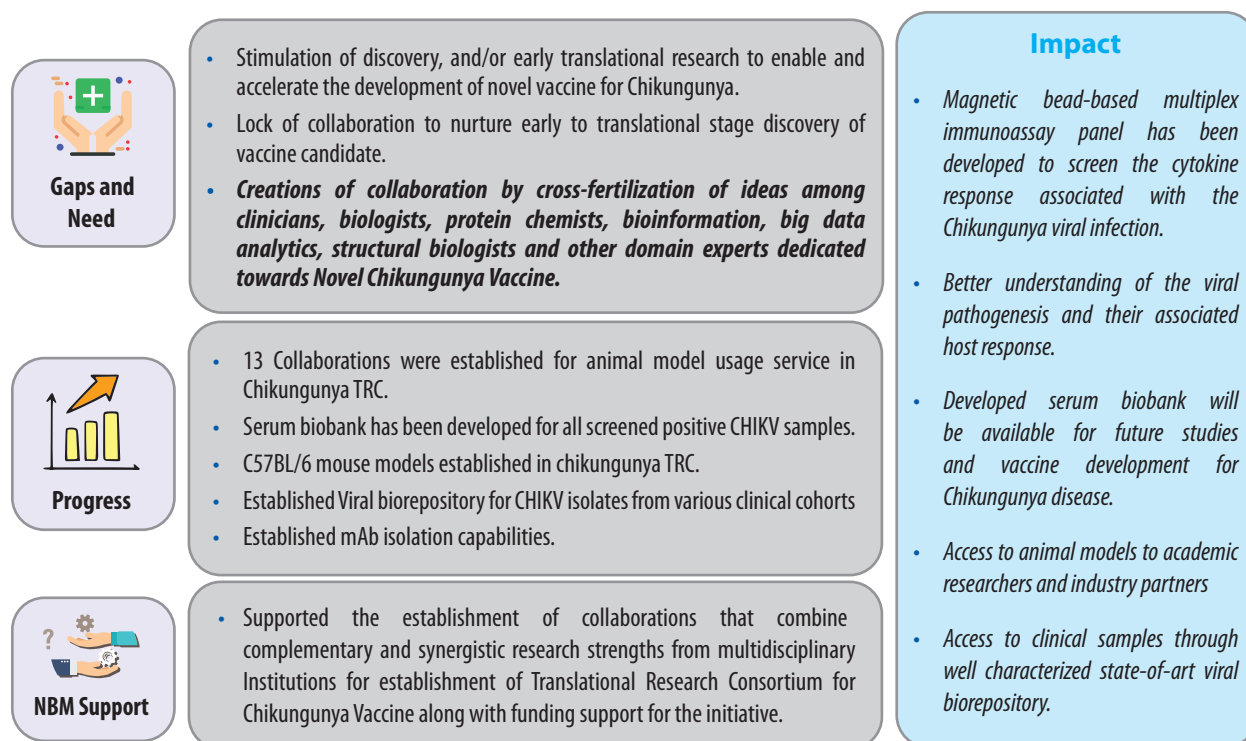 Gaps and
Need
• Stimulation of discovery, and/or early translational research to enable and
accelerate the development of novel vaccine for Chikungunya.
• Lock of collaboration to nurture early to translational stage discovery of
vaccine candidate.
• Creations of collaboration by cross-fertilization of ideas among
clinicians, biologists, protein chemists, bioinformation, big data
analytics, structural biologists and other domain experts dedicated
towards Novel Chikungunya Vaccine.
Progress
• 13 Collaborations were established for animal model usage service in
Chikungunya TRC.
• Serum biobank has been developed for all screened positive CHIKV samples.
• C57BL/6 mouse models established in chikungunya TRC.
• Established Viral biorepository for CHIKV isolates from various clinical cohorts
• Established mAb isolation capabilities.
?
NBM Support
• Supported the establishment of collaborations that combine
complementary and synergistic research strengths from multidisciplinary
Institutions for establishment of Translational Research Consortium for
Chikungunya Vaccine along with funding support for the initiative.
Impact
• Magnetic bead-based multiplex
immunoassay panel has been
developed to screen the cytokine
response associated with the
Chikungunya viral infection.
• Better understanding of the viral
pathogenesis and their associated
host response.
• Developed serum biobank will
be available for future studies
and vaccine development for
Chikungunya disease.
• Access to animal models to academic
researchers and industry partners
• Access to clinical samples through
well characterized state-of-art viral
biorepository.